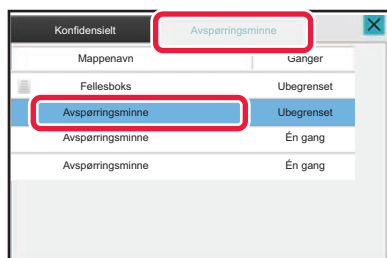 Konfidensielt Avspørringsminne
Mappenavn Ganger
Fellesboks Ubegrenset
Avspørringsminne Ubegrenset
Avspørringsminne Én gang
Avspørringsminne Én gang